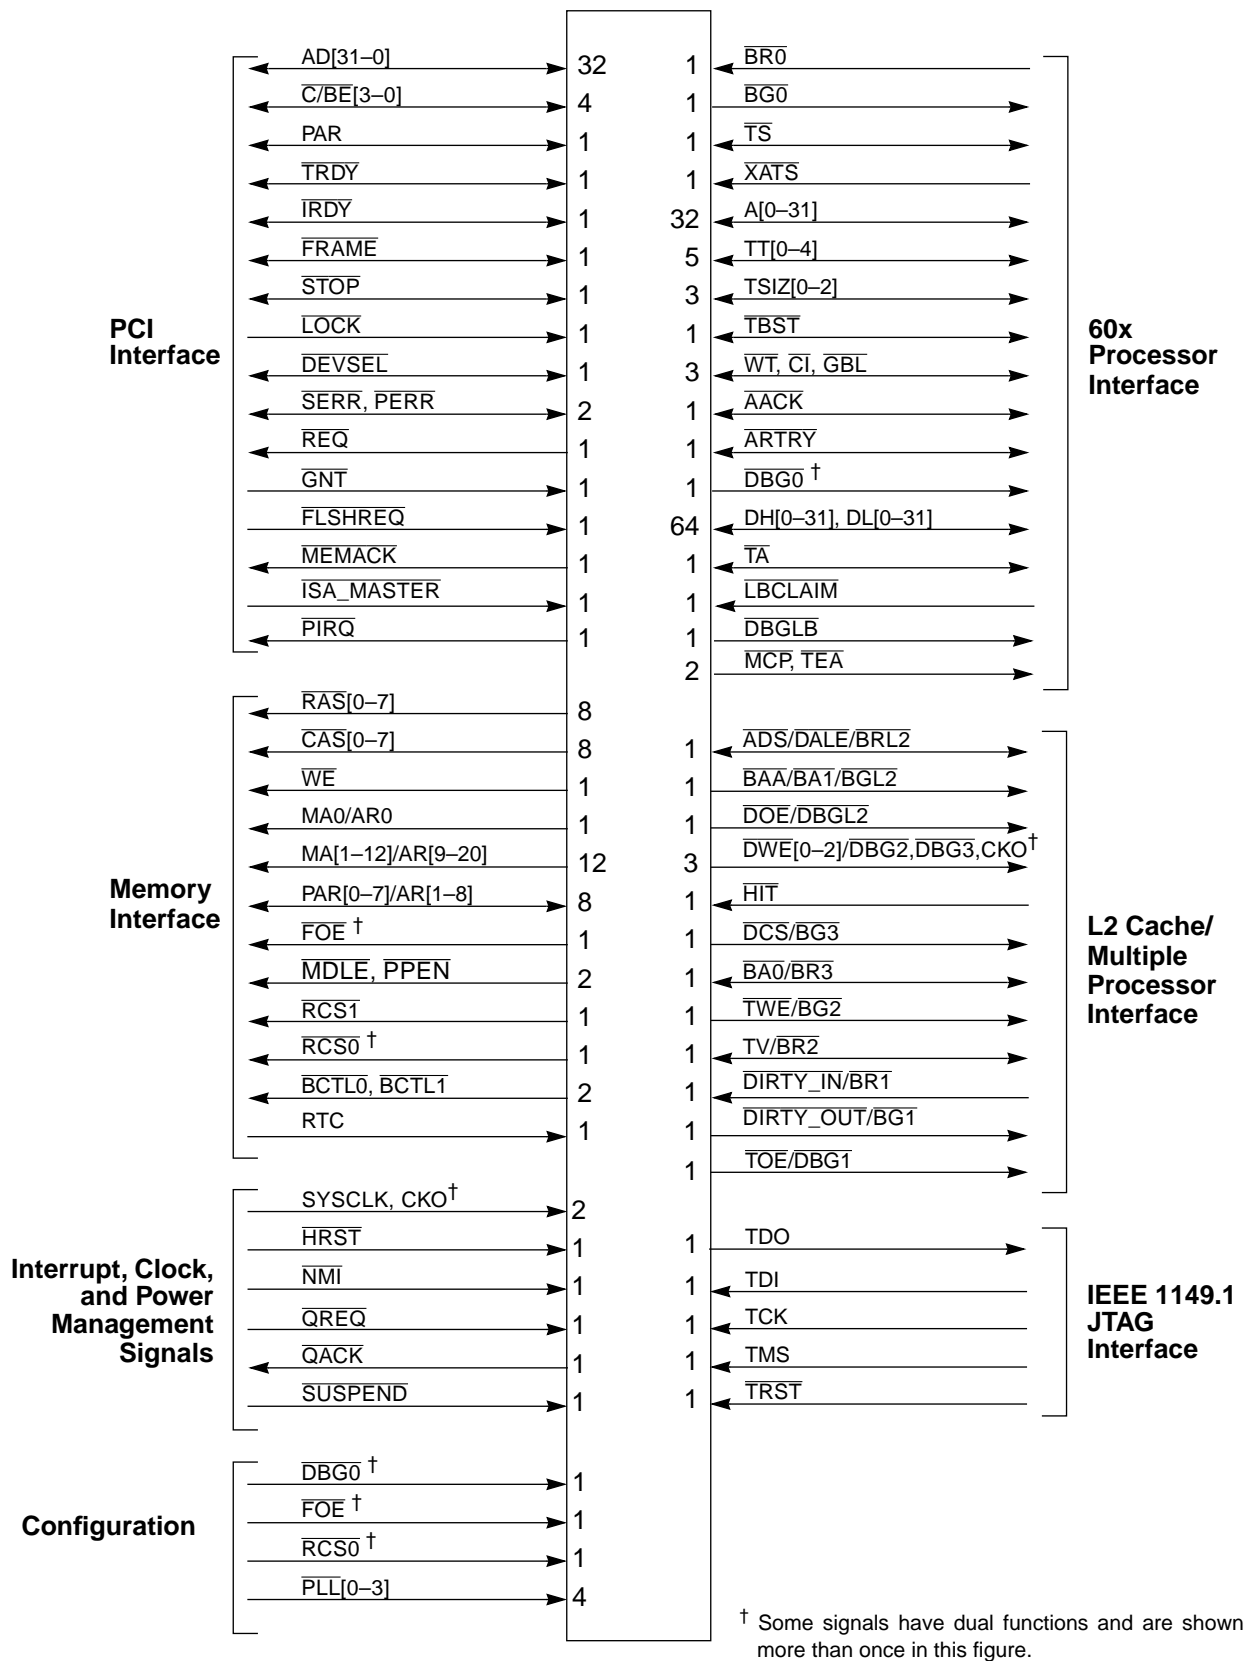 PCI
Interface
AD[31–0] 32
C/BE[3–0] 4
PAR 1
TRDY 1
IRDY 1
FRAME 1
STOP 1
LOCK 1
DEVSEL 1
SERR, PERR 2
REQ 1
GNT 1
FLSHREQ 1
MEMACK 1
ISA_MASTER 1
PIRQ 1
Memory
Interface
RAS[0–7] 8
CAS[0–7] 8
WE 1
MA0/AR0 1
MA[1–12]/AR[9–20] 12
PAR[0–7]/AR[1–8] 8
FOE † 1
MDLE, PPEN 2
RCS1 1
RCS0 † 1
BCTL0, BCTL1 2
RTC 1
Interrupt, Clock,
and Power
Management
Signals
SYSCLK, CKO† 2
HRST 1
NMI 1
QREQ 1
QACK 1
SUSPEND 1
Configuration
DBG0 † 1
FOE † 1
RCS0 † 1
PLL[0–3] 4
1 BR0
1 BG0
1 TS
1 XATS
32 A[0–31]
5 TT[0–4]
3 TSIZ[0–2]
1 TBST
3 WT, CI, GBL
1 AACK
1 ARTRY
1 DBG0 †
64 DH[0–31], DL[0–31]
1 TA
1 LBCLAIM
1 DBGLB
2 MCP, TEA
60x
Processor
Interface
1 ADS/DALE/BRL2
1 BAA/BA1/BGL2
1 DOE/DBGL2
3 DWE[0–2]/DBG2,DBG3,CKO†
1 HIT
1 DCS/BG3
1 BA0/BR3
1 TWE/BG2
1 TV/BR2
1 DIRTY_IN/BR1
1 DIRTY_OUT/BG1
1 TOE/DBG1
L2 Cache/
Multiple
Processor
Interface
1 TDO
1 TDI
1 TCK
1 TMS
1 TRST
IEEE 1149.1
JTAG
Interface
† Some signals have dual functions and are shown
more than once in this figure.